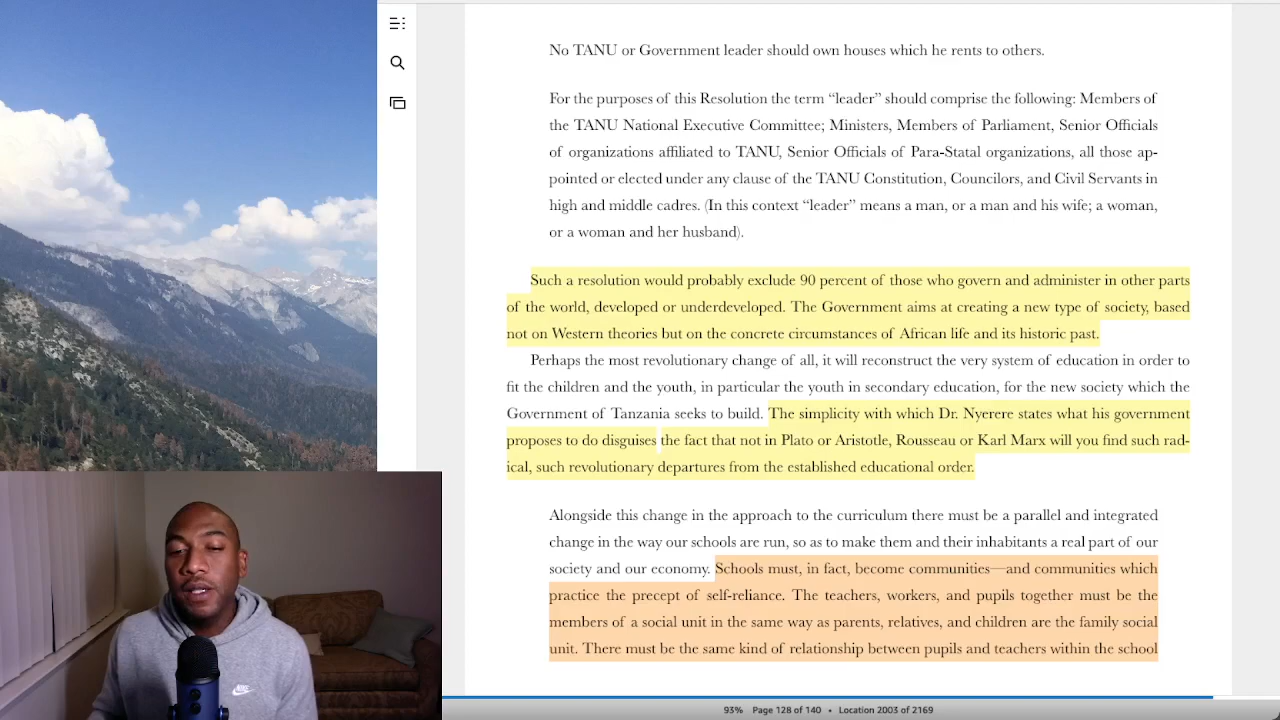 No TANU or Government leader should own houses which he rents to others.
For the purposes of this Resolution the term “leader” should comprise the following: Members of
the TANU National Executive Committee; Ministers, Members of Parliament, Senior Officials
of organizations affiliated to TANU, Senior Officials of Para-Statal organizations, all those ap-
pointed or elected under any clause of the TANU Constitution, Councilors, and Civil Servants in
high and middle cadres. (In this context “leader” means a man, or a man and his wife; a woman,
or a woman and her husband).
Such a resolution would probably exclude 90 percent of those who govern and administer in other parts
of the world, developed or underdeveloped. The Government aims at creating a new type of society, based
not on Western theories but on the concrete circumstances of African life and its historic past.
Perhaps the most revolutionary change of all, it will reconstruct the very system of education in order to
fit the children and the youth, in particular the youth in secondary education, for the new society which the
Government of Tanzania seeks to build. The simplicity with which Dr. Nyerere states what his government
proposes to do disguises the fact that not in Plato or Aristotle, Rousseau or Karl Marx will you find such rad-
ical, such revolutionary departures from the established educational order.
Alongside this change in the approach to the curriculum there must be a parallel and integrated
change in the way our schools are run, so as to make them and their inhabitants a real part of our
society and our economy. Schools must, in fact, become communities—and communities which
practice the precept of self-reliance. The teachers, workers, and pupils together must be the
members of a social unit in the same way as parents, relatives, and children are the family social
unit. There must be the same kind of relationship between pupils and teachers within the school
93% Page 128 of 140 • Location 2003 of 2169